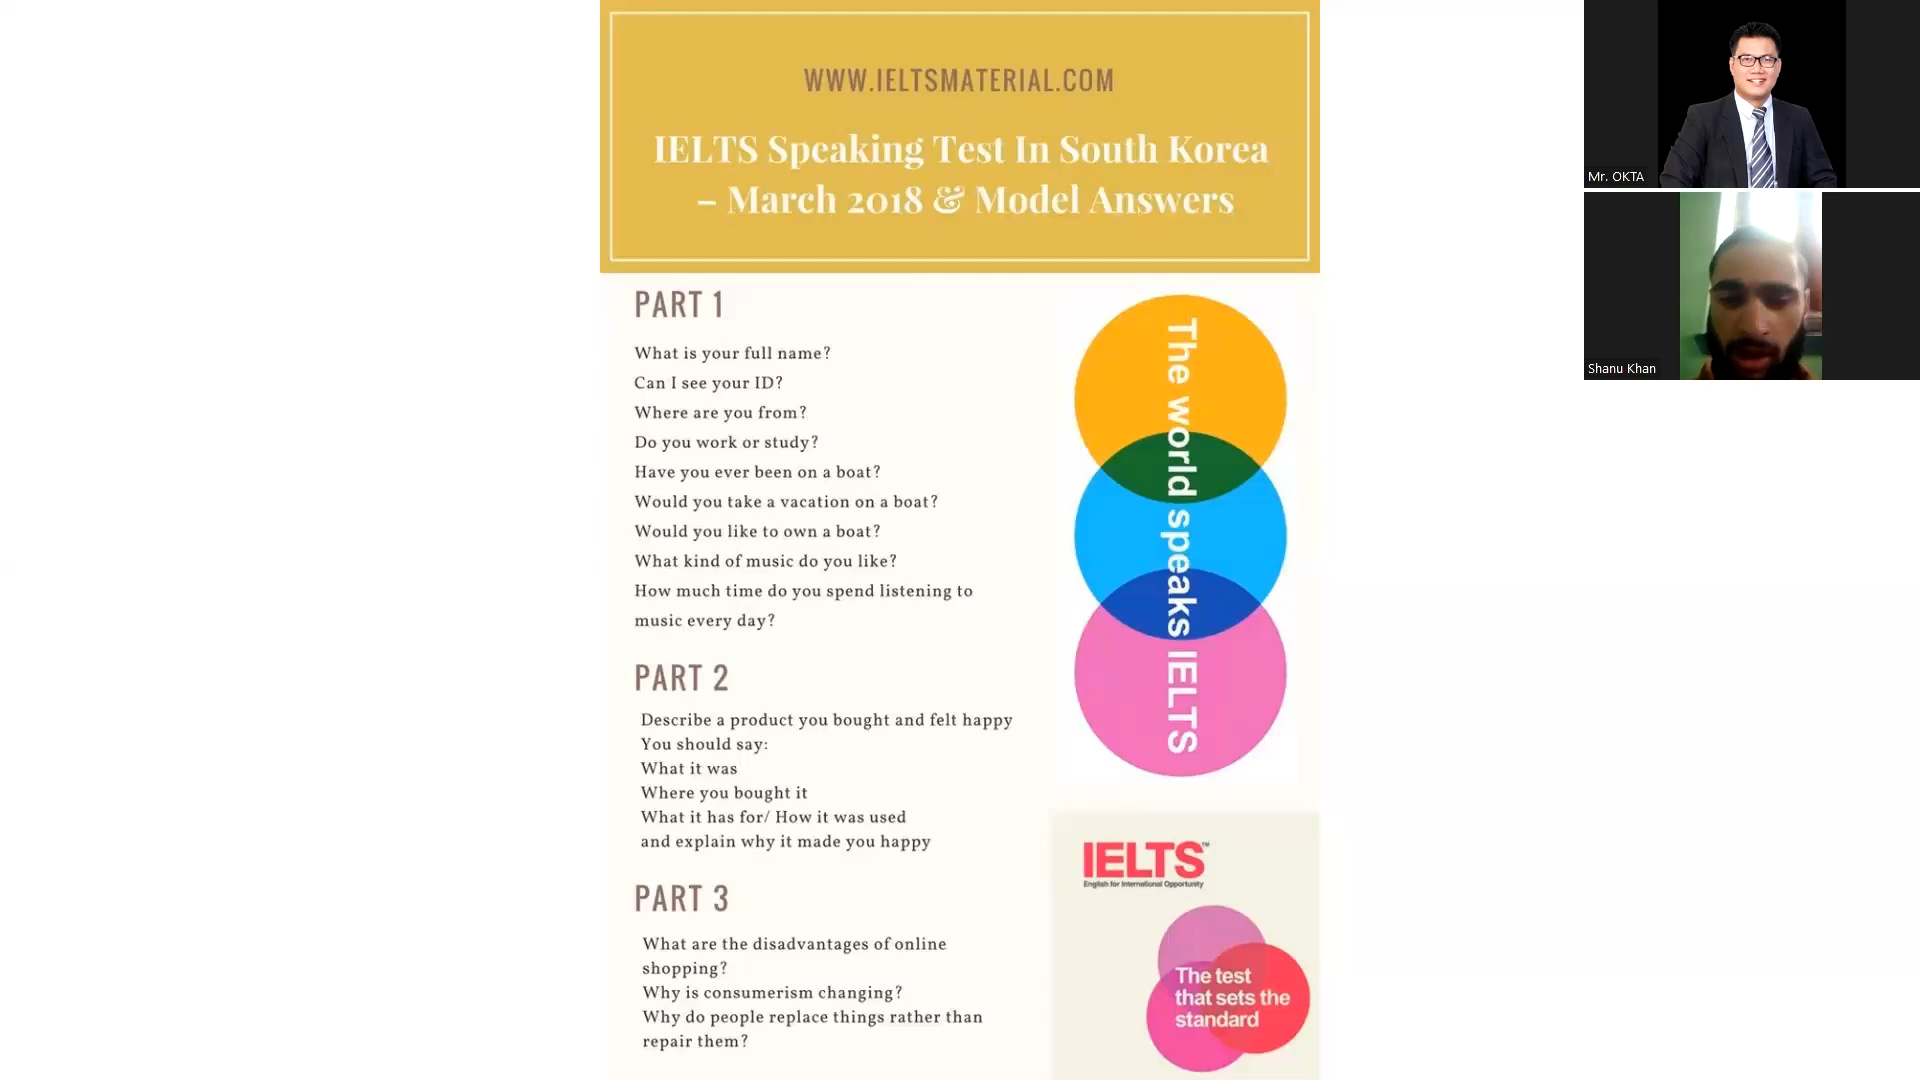 WWW.IELTSMATERIAL.COM
IELTS Speaking Test In South Korea
– March 2018 & Model Answers
PART 1
What is your full name?
Can I see your ID?
Where are you from?
Do you work or study?
Have you ever been on a boat?
Would you take a vacation on a boat?
Would you like to own a boat?
What kind of music do you like?
How much time do you spend listening to
music every day?
PART 2
Describe a product you bought and felt happy
You should say:
What it was
Where you bought it
What it has for/ How it was used
and explain why it made you happy
PART 3
What are the disadvantages of online
shopping?
Why is consumerism changing?
Why do people replace things rather than
repair them?
The world speaks IELTS
IELTS™
English for International Opportunity
The test
that sets the
standard
Mr. OKTA
Shanu Khan